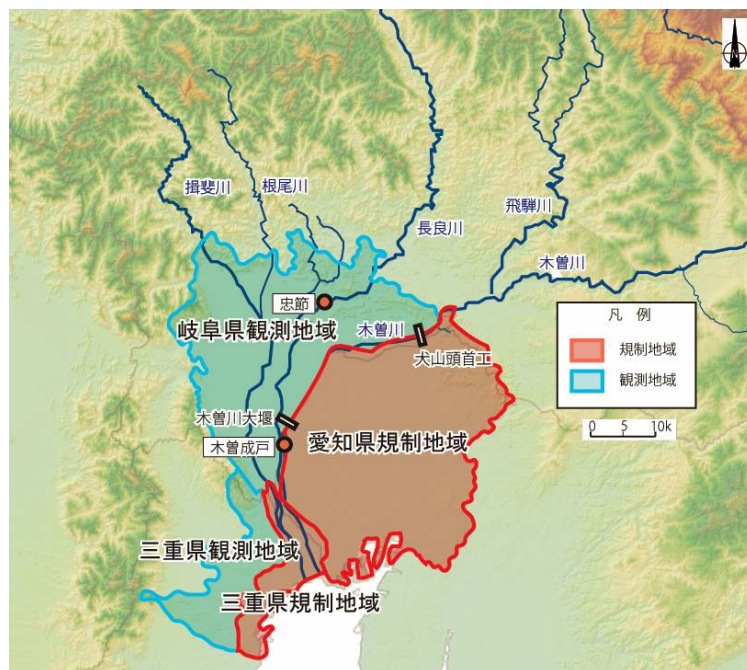 揖斐川
根尾川
長良川
飛騨川
木曽川
忠節
岐阜県観測地域
木曽川
犬山頭首工
凡 例
規制地域
観測地域
0 5 10k
木曽川大堰
木曽成戸
愛知県規制地域
三重県観測地域
三重県規制地域